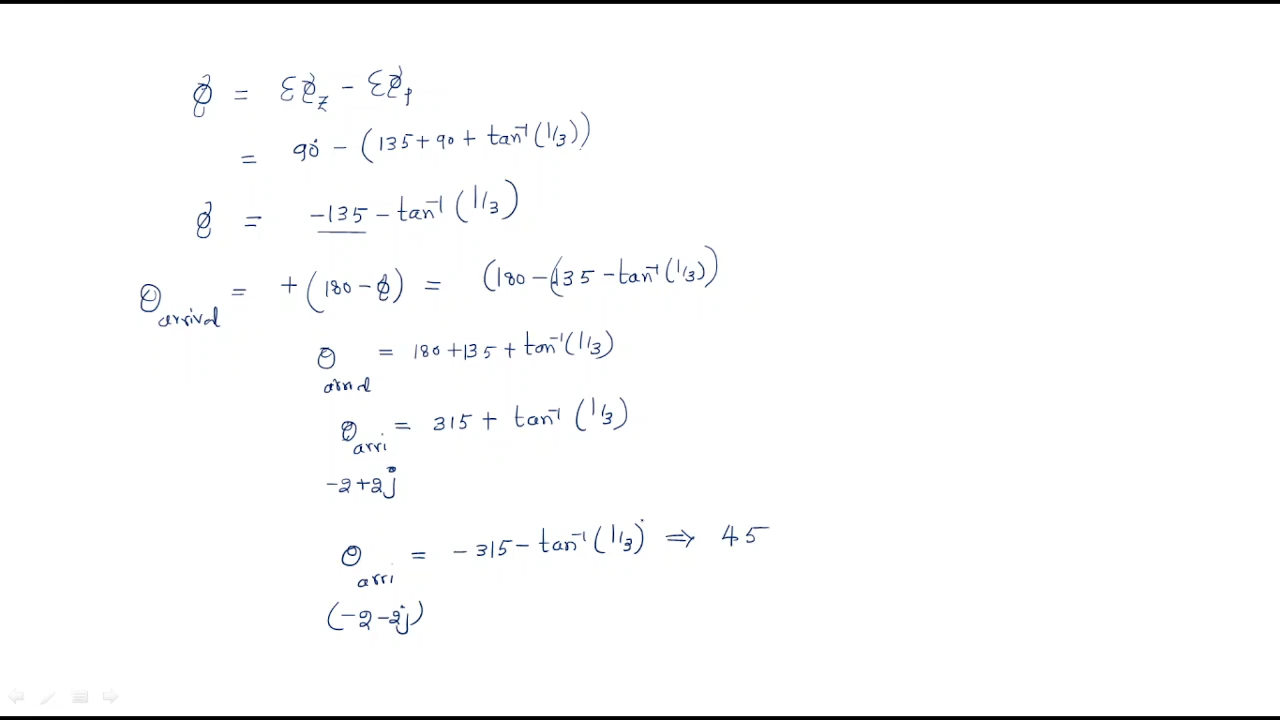 ϕ = Σϕz - Σϕp
= 90° - (135+90 + tan⁻¹(1/3))
ϕ = -135 - tan⁻¹(1/3)
θarrival = +(180-ϕ) = (180-(135 - tan⁻¹(1/3))
θarrival = 180+135 + tan⁻¹(1/3)
θarri = 315 + tan⁻¹(1/3)
-2+2j
θarri = -315 - tan⁻¹(1/3) ⇒ 45
(-2-2j)